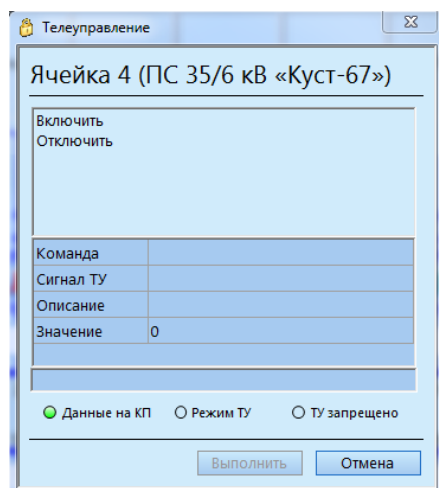 Телеуправление
Ячейка 4 (ПС 35/6 кВ «Куст-67»)
Включить
Отключить
Команда
Сигнал ТУ
Описание
Значение 0
Данные на КП Режим ТУ ТУ запрещено
Выполнить Отмена